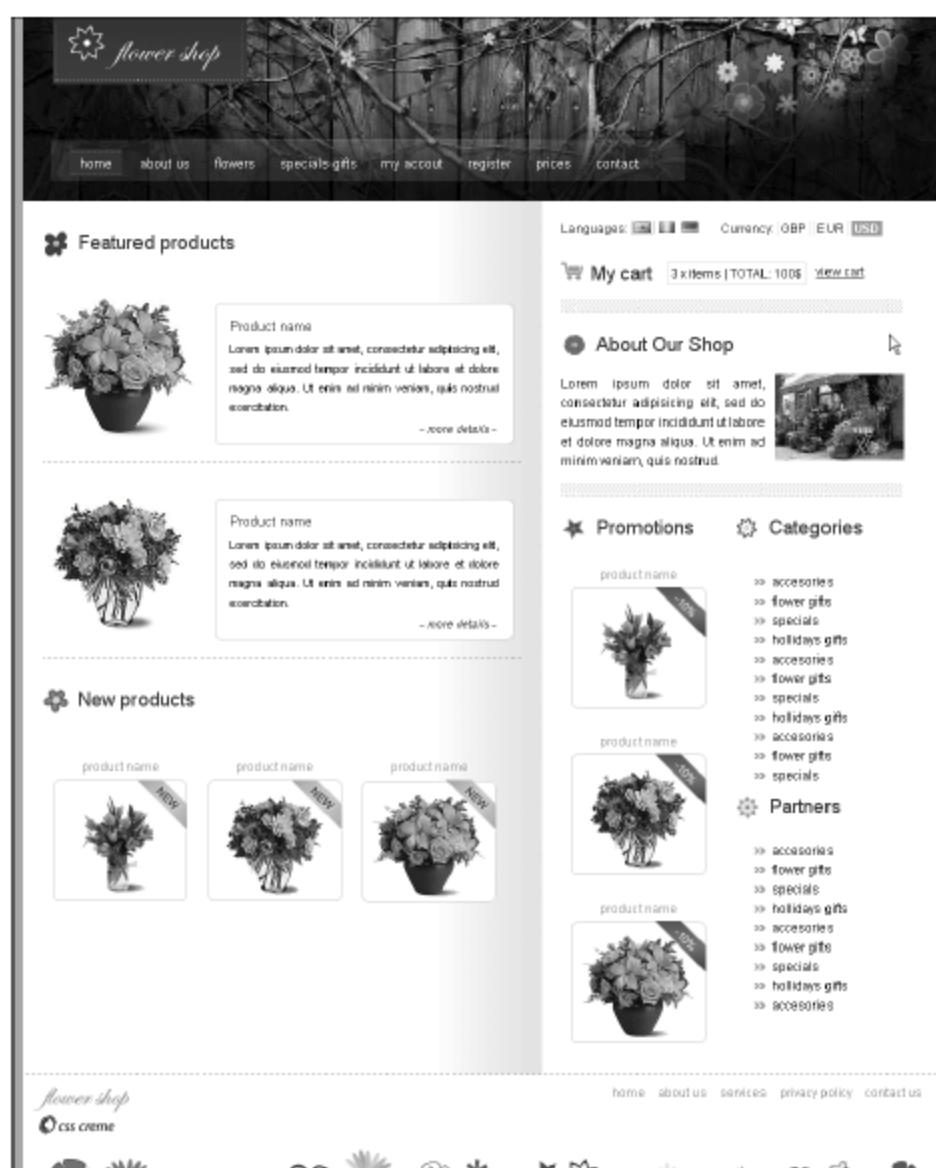 flower shop
home about us flowers specials gifts my accout register prices contact
Featured products
Product name
Lorem ipsum dolor sit amet, consectetur adipisicing elit,
sed do eiusmod tempor incididunt ut labore et dolore
magna aliqua. Ut enim ad minim veniam, quis nostrud
exercitation.
- more details -
Product name
Lorem ipsum dolor sit amet, consectetur adipisicing elit,
sed do eiusmod tempor incididunt ut labore et dolore
magna aliqua. Ut enim ad minim veniam, quis nostrud
exercitation.
- more details -
New products
product name product name product name
NEW NEW NEW
Languages: Currency: GBP EUR USD
My cart 3 x items | TOTAL: 100$ view cart
About Our Shop
Lorem ipsum dolor sit amet,
consectetur adipisicing elit, sed do
eiusmod tempor incididunt ut labore
et dolore magna aliqua. Ut enim ad
minim veniam, quis nostrud.
Promotions
product name
-10%
product name
-10%
product name
-10%
Categories
>> accesories
>> flower gifts
>> specials
>> hollidays gifts
>> accesories
>> flower gifts
>> specials
>> hollidays gifts
>> accesories
>> flower gifts
>> specials
Partners
>> accesories
>> flower gifts
>> specials
>> hollidays gifts
>> accesories
>> flower gifts
>> specials
>> hollidays gifts
>> accesories
flower shop
css creme
home about us services privacy policy contact us